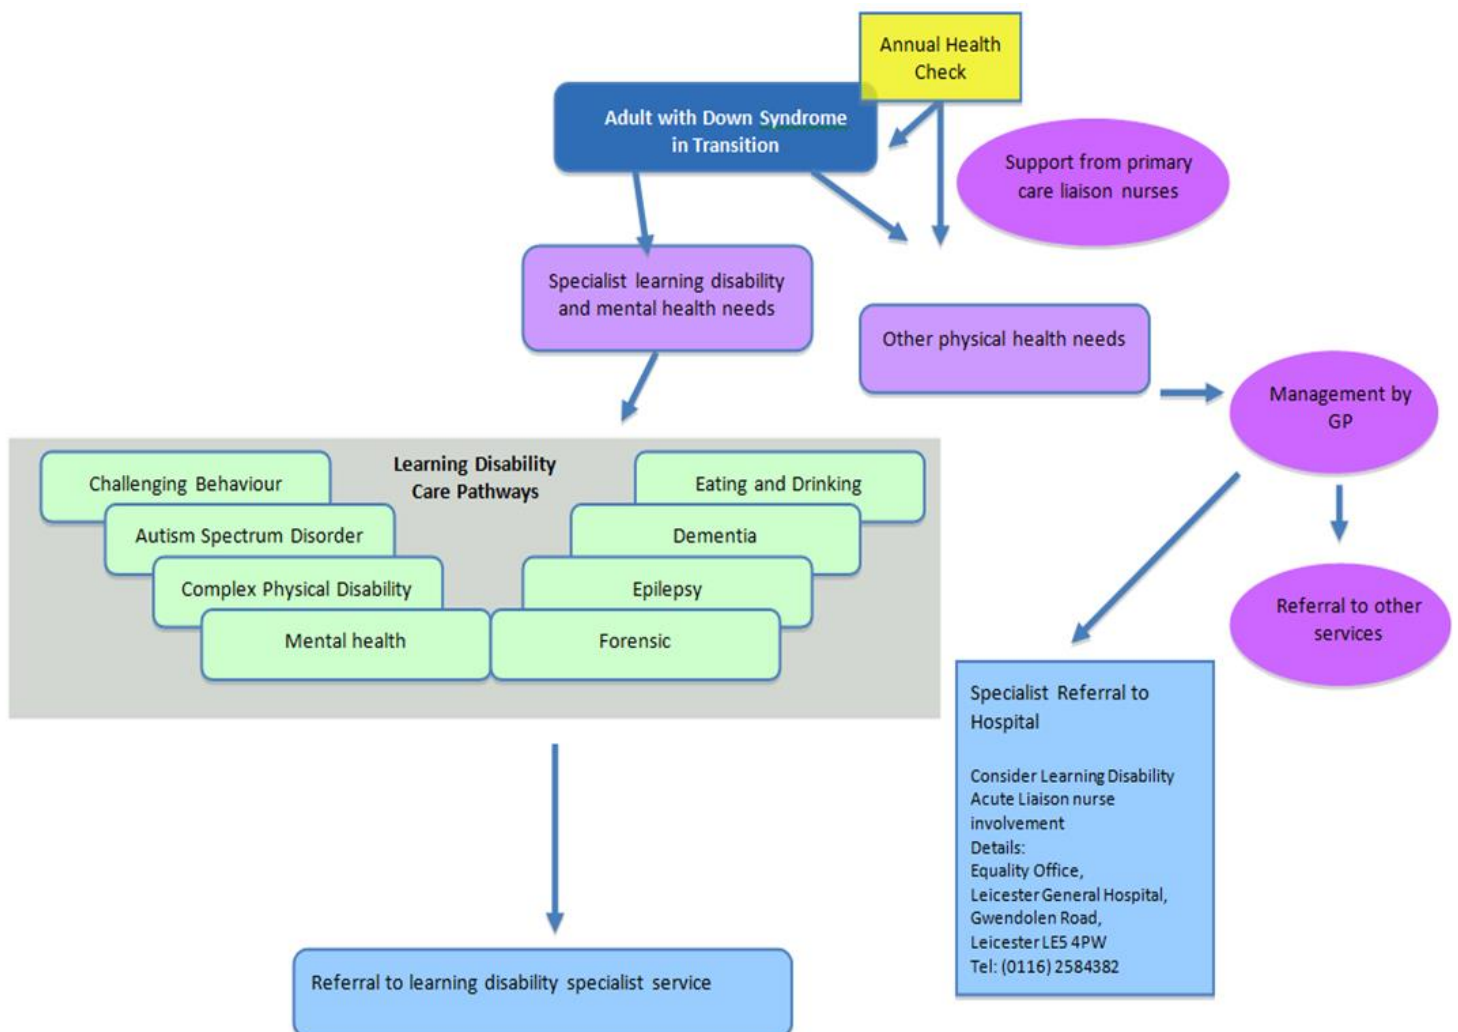 Annual Health
Check
Adult with Down Syndrome
in Transition
Support from primary
care liaison nurses
Specialist learning disability
and mental health needs
Other physical health needs
Management by
GP
Learning Disability
Care Pathways
Challenging Behaviour
Autism Spectrum Disorder
Complex Physical Disability
Mental health
Eating and Drinking
Dementia
Epilepsy
Forensic
Referral to other
services
Specialist Referral to
Hospital
Consider Learning Disability
Acute Liaison nurse
involvement
Details:
Equality Office,
Leicester General Hospital,
Gwendolen Road,
Leicester LE5 4PW
Tel: (0116) 2584382
Referral to learning disability specialist service